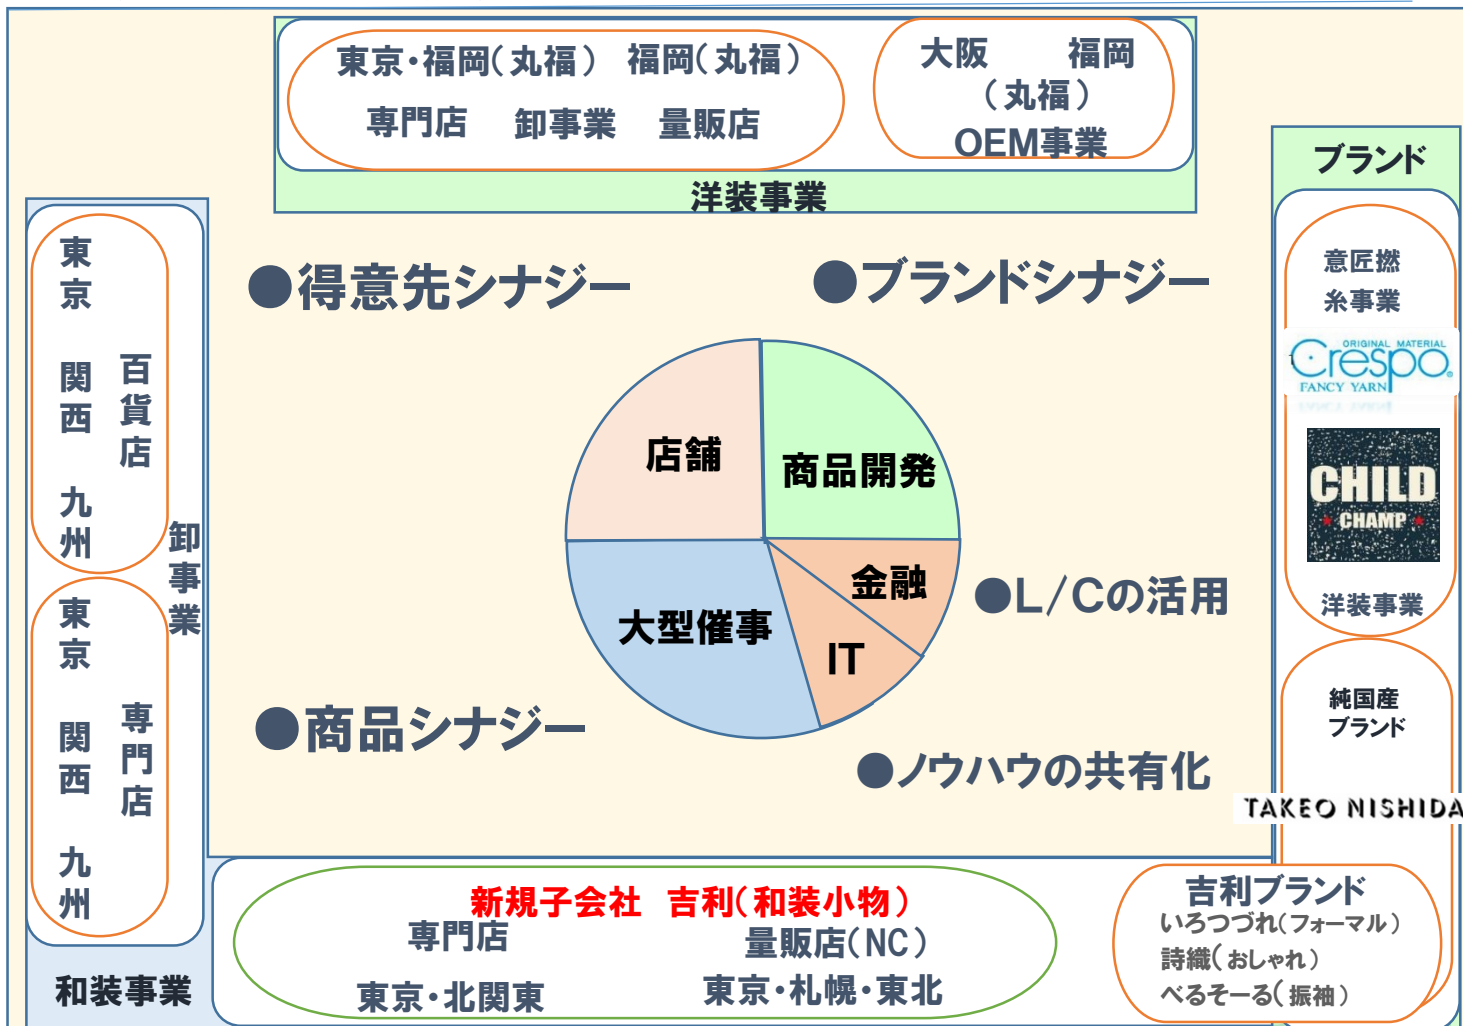 東京・福岡(丸福) 福岡(丸福)
専門店 卸事業 量販店
大阪 福岡
(丸福)
OEM事業
洋装事業
ブランド
意匠撚
糸事業
ORIGINAL MATERIAL
Crespo®
FANCY YARN
CHILD
CHAMP
洋装事業
純国産
ブランド
TAKEO NISHIDA
東京 関西 九州
百貨店
卸事業
東京 関西 九州
専門店
和装事業
●得意先シナジー
●ブランドシナジー
店舗
商品開発
金融
IT
大型催事
●L/Cの活用
●商品シナジー
●ノウハウの共有化
新規子会社 吉利(和装小物)
専門店
量販店(NC)
東京・北関東
東京・札幌・東北
吉利ブランド
いろつづれ(フォーマル)
詩織(おしゃれ)
べるそーる(振袖)